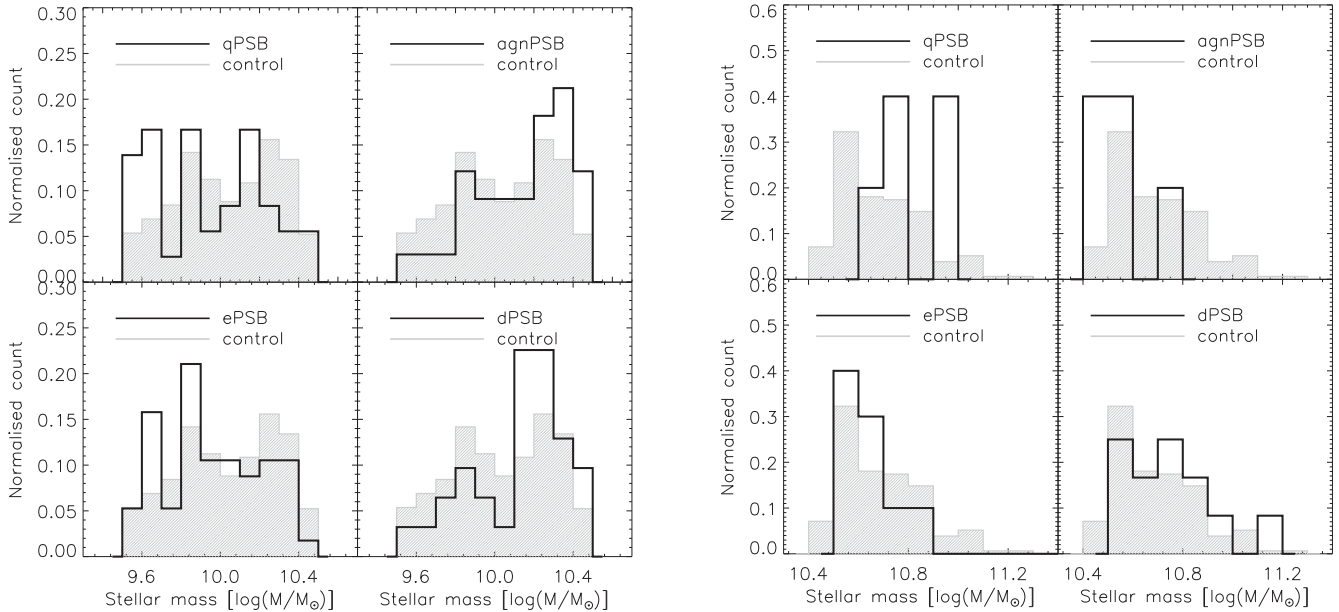 0.30
0.25
0.20
0.15
0.10
0.05
0.00
Normalised count
qPSB
control
agnPSB
control
0.30
0.25
0.20
0.15
0.10
0.05
0.00
Normalised count
ePSB
control
dPSB
control
9.6 10.0 10.4
9.6 10.0 10.4
Stellar mass [log(M/M⊙)]
Stellar mass [log(M/M⊙)]
0.6
0.5
0.4
0.3
0.2
0.1
0.0
Normalised count
qPSB
control
agnPSB
control
0.6
0.5
0.4
0.3
0.2
0.1
0.0
Normalised count
ePSB
control
dPSB
control
10.4 10.8 11.2
10.4 10.8 11.2
Stellar mass [log(M/M⊙)]
Stellar mass [log(M/M⊙)]